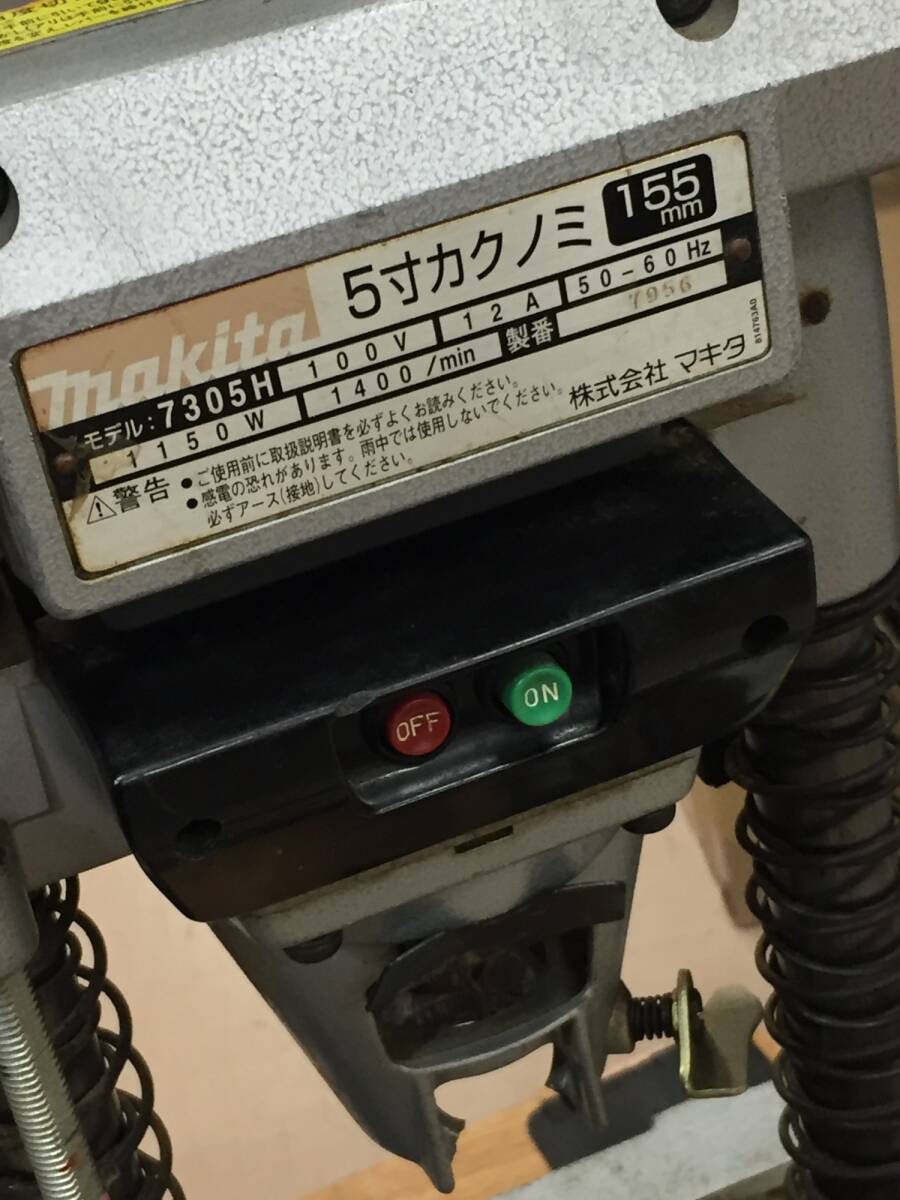 5寸カクノミ 155mm
makita
モデル:7305H 100V 12A 50-60Hz
1150W 1400/min 製番 7956
警告 ●ご使用前に取扱説明書を必ずよくお読みください。
●感電の恐れがあります。雨中では使用しないでください。
必ずアース(接地)してください。
株式会社 マキタ
814763A0
OFF ON